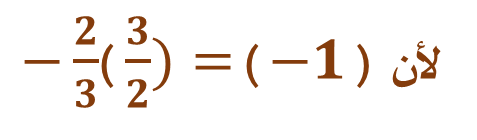 لأن (−1) = −2/3 (3/2)